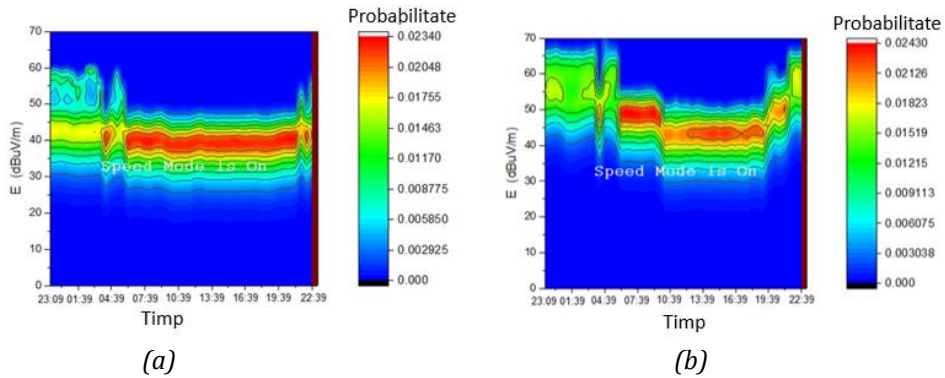 Probabilitate
70
60
50
40
30
20
10
0
E (dBuV/m)
Speed Mode is On
23:09 01:39 04:39 07:39 10:39 13:39 16:39 19:39 22:39
Timp
0.02340
0.02048
0.01755
0.01463
0.01170
0.008775
0.005850
0.002925
0.000
(a)
Probabilitate
70
60
50
40
30
20
10
0
E (dBuV/m)
Speed Mode is On
23:09 01:39 04:39 07:39 10:39 13:39 16:39 19:39 22:39
Timp
0.02430
0.02126
0.01823
0.01519
0.01215
0.009113
0.006075
0.003038
0.000
(b)